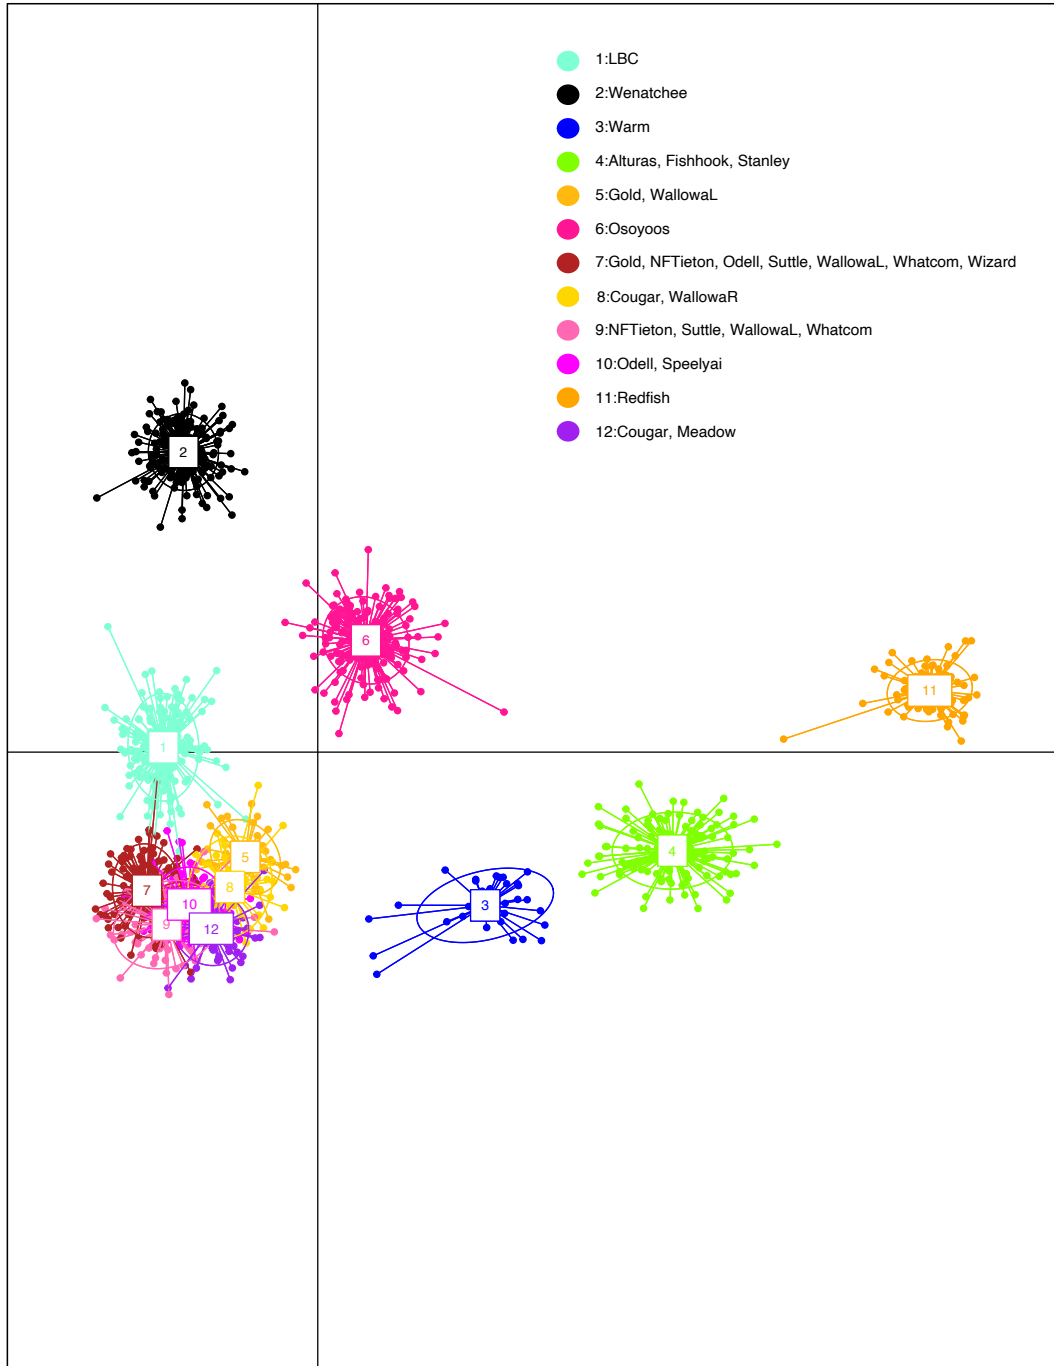 1:LBC
2:Wenatchee
3:Warm
4:Alturas, Fishhook, Stanley
5:Gold, WallowaL
6:Osoyoos
7:Gold, NFTieton, Odell, Suttle, WallowaL, Whatcom, Wizard
8:Cougar, WallowaR
9:NFTieton, Suttle, WallowaL, Whatcom
10:Odell, Speelyai
11:Redfish
12:Cougar, Meadow
2
6
11
1
5
4
7
8
10
3
9
12